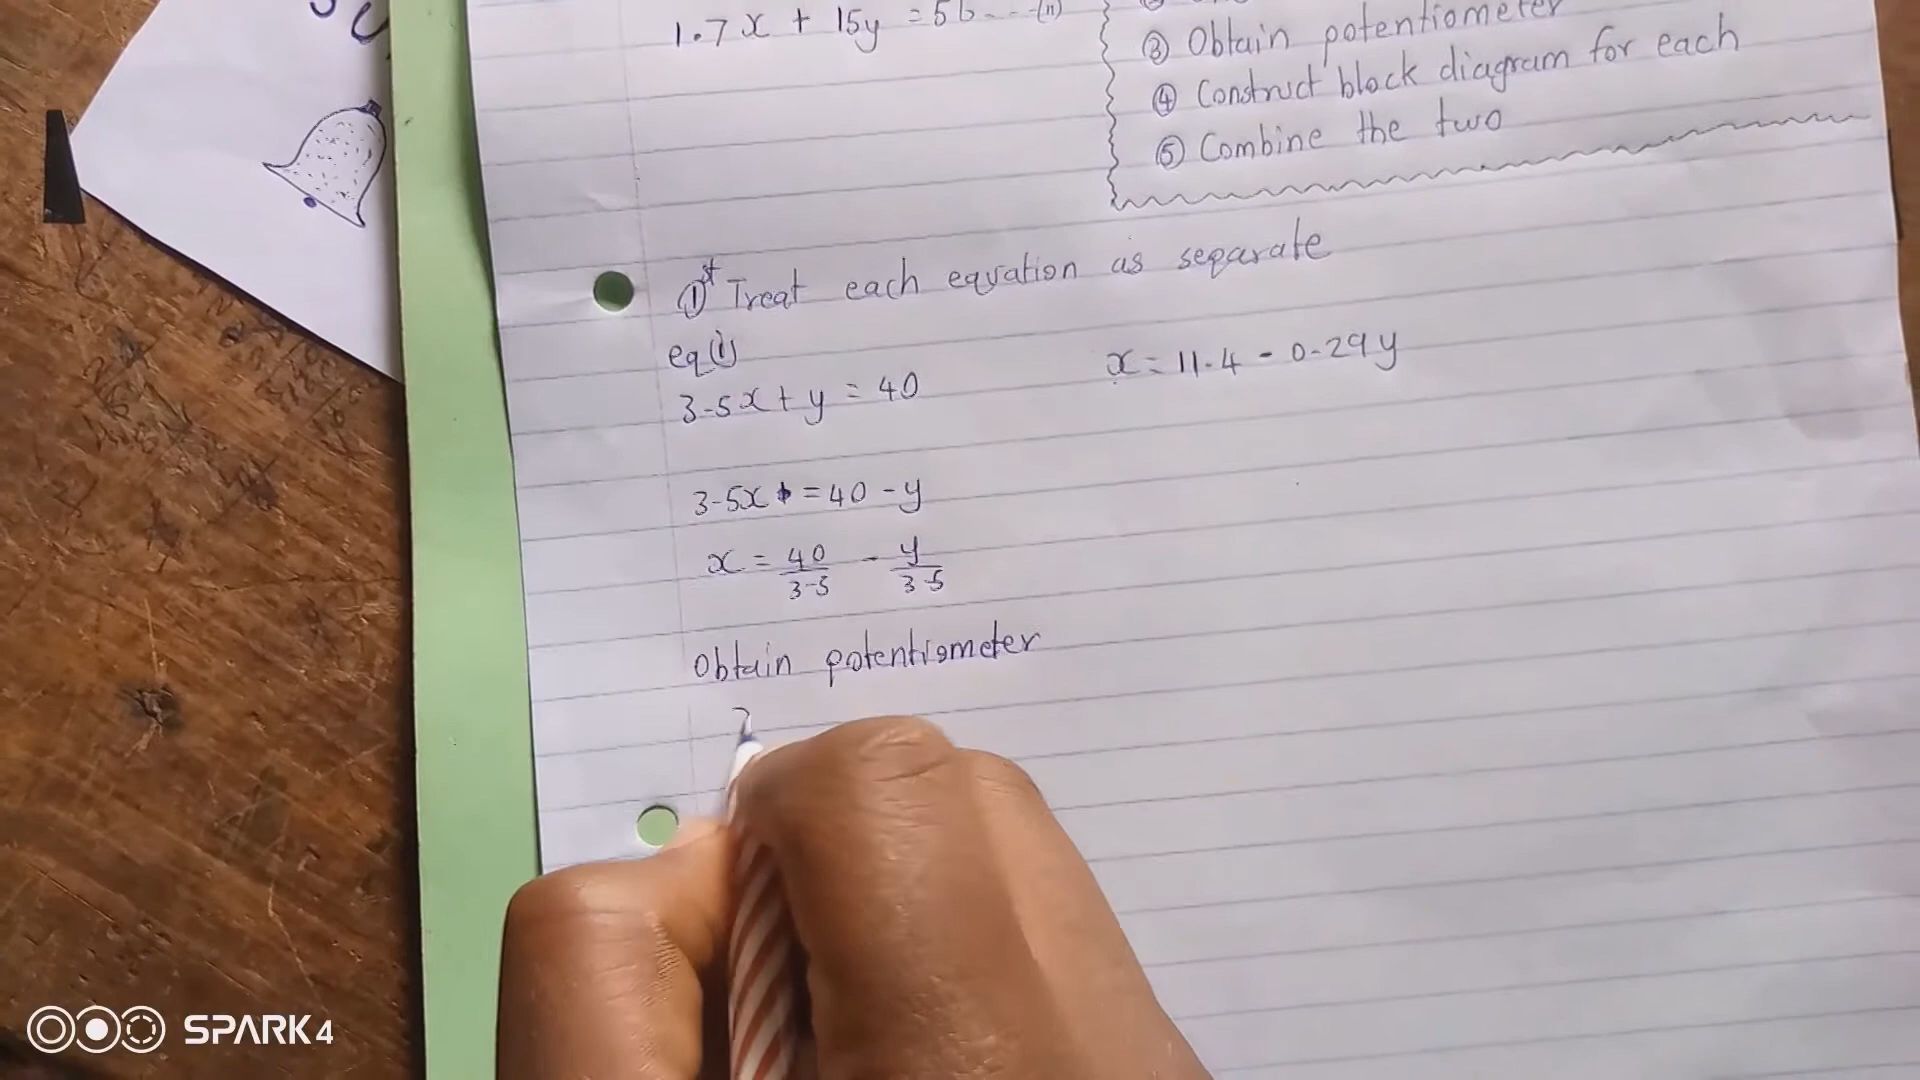 1.7x + 15y = 56 - - - (ii)
③ Obtain potentiometer
④ Construct block diagram for each
⑤ Combine the two
①st Treat each equation as separate
eq(i)
3.5x + y = 40
x = 11.4 - 0.29y
3.5x = 40 - y
x = 40/3.5 - y/3.5
Obtain potentiometer
SPARK4